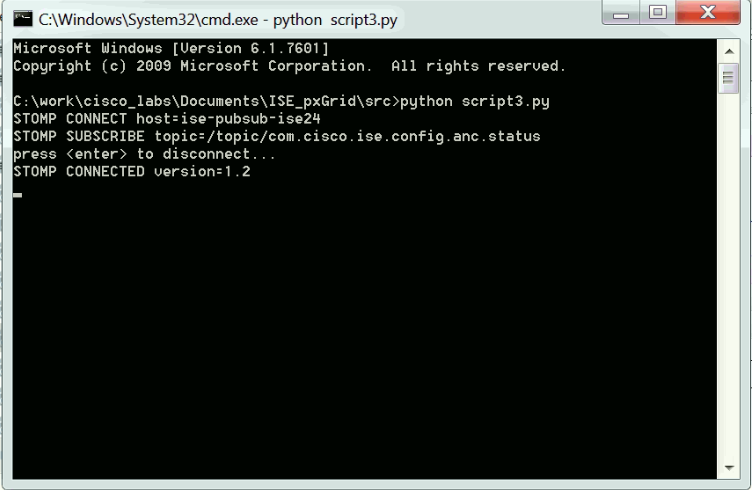 C:\Windows\System32\cmd.exe - python  script3.py
Microsoft Windows [Version 6.1.7601]
Copyright (c) 2009 Microsoft Corporation.  All rights reserved.
C:\work\cisco_labs\Documents\ISE_pxGrid\src>python script3.py
STOMP CONNECT host=ise-pubsub-ise24
STOMP SUBSCRIBE topic=/topic/com.cisco.ise.config.anc.status
press <enter> to disconnect...
STOMP CONNECTED version=1.2